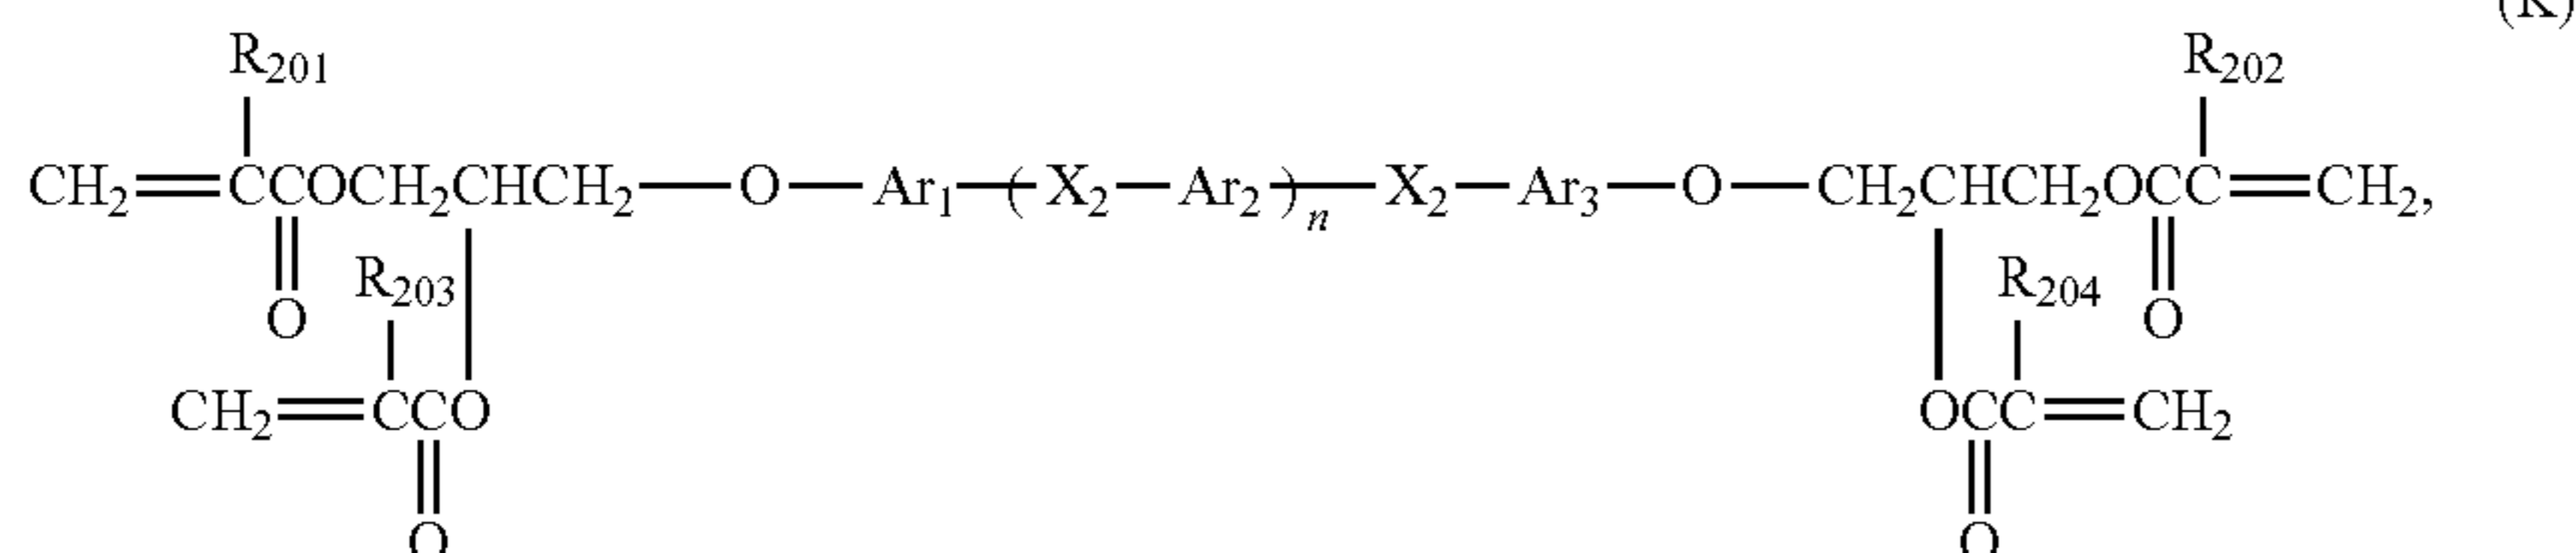 (K)
R201 R202
CH2=CCOCH2CHCH2—O—Ar1—(X2—Ar2)n—X2—Ar3—O—CH2CHCH2OCC=CH2,
O R203 R204 O
CH2=CCO OCC=CH2
O O